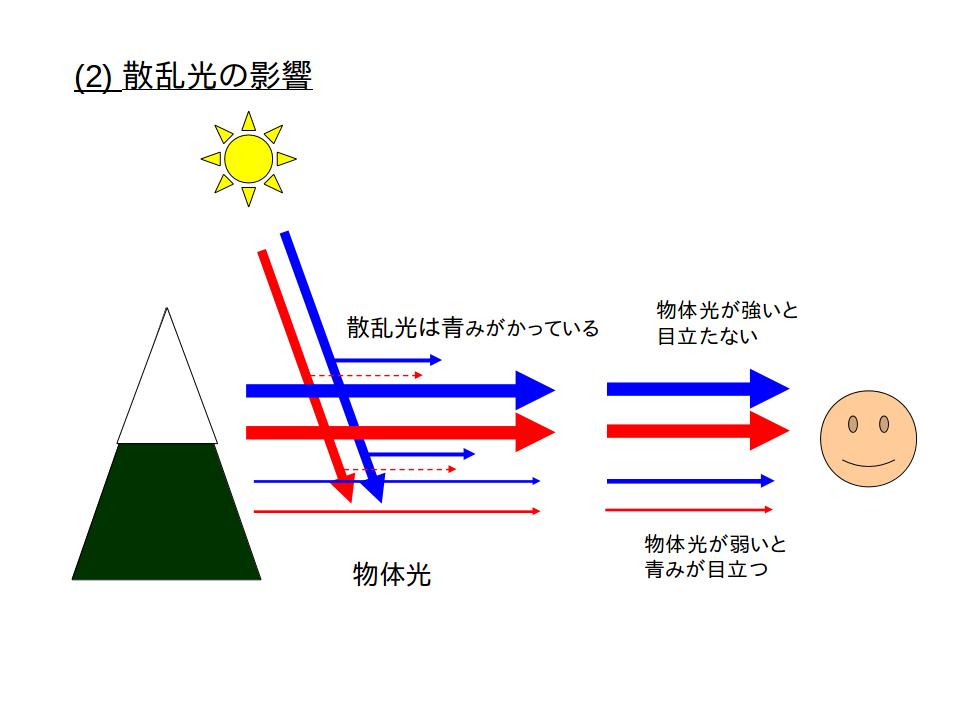 (2) 散乱光の影響
散乱光は青みがかっている
物体光が強いと
目立たない
物体光が弱いと
青みが目立つ
物体光